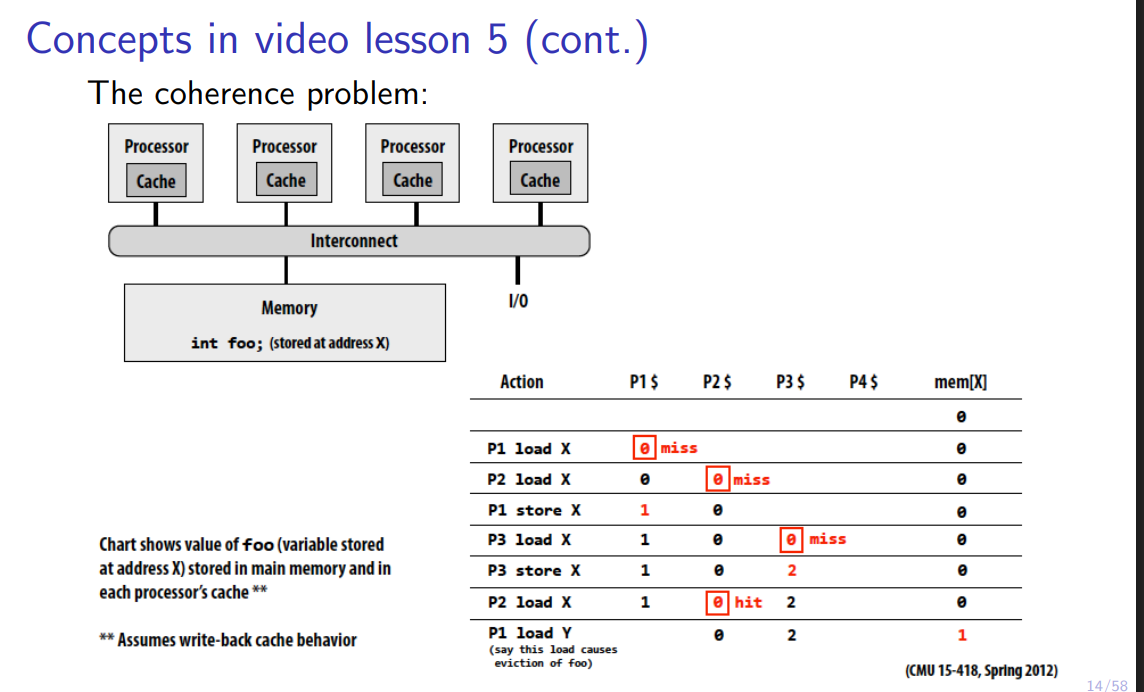 Concepts in video lesson 5 (cont.)
The coherence problem:
Processor Processor Processor Processor
Cache Cache Cache Cache
Interconnect
Memory
I/O
int foo; (stored at address X)
Action P1 $ P2 $ P3 $ P4 $ mem[X]
0
P1 load X 0 miss 0
P2 load X 0 0 miss 0
P1 store X 1 0 0
P3 load X 1 0 0 miss 0
P3 store X 1 0 2 0
P2 load X 1 0 hit 2 0
P1 load Y 0 2 1
(say this load causes
eviction of foo)
Chart shows value of foo (variable stored
at address X) stored in main memory and in
each processor's cache **
** Assumes write-back cache behavior
(CMU 15-418, Spring 2012)
14/58